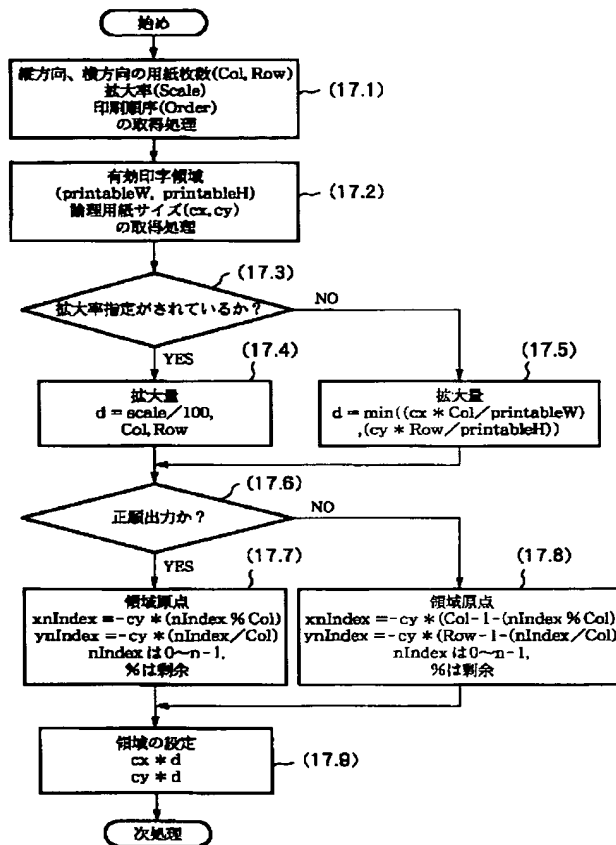 始め
縦方向、横方向の用紙枚数(Col, Row)
拡大率(Scale)
印刷順序(Order)
の取得処理
(17.1)
有効印字領域
(printableW, printableH)
論理用紙サイズ(cx, cy)
の取得処理
(17.2)
(17.3)
拡大率指定がされているか？
NO
YES
(17.4)
拡大量
d = scale／100,
Col, Row
(17.5)
拡大量
d = min((cx * Col／printableW)
,(cy * Row／printableH))
(17.6)
正順出力か？
NO
YES
(17.7)
領域原点
xnIndex =-cy * (nIndex % Col)
ynIndex =-cy * (nIndex／Col)
nIndex は 0〜n-1,
%は剰余
(17.8)
領域原点
xnIndex =-cy * (Col-1-(nIndex % Col)
ynIndex =-cy * (Row-1-(nIndex／Col)
nIndex は 0〜n-1,
%は剰余
領域の設定
cx * d
cy * d
(17.9)
次処理